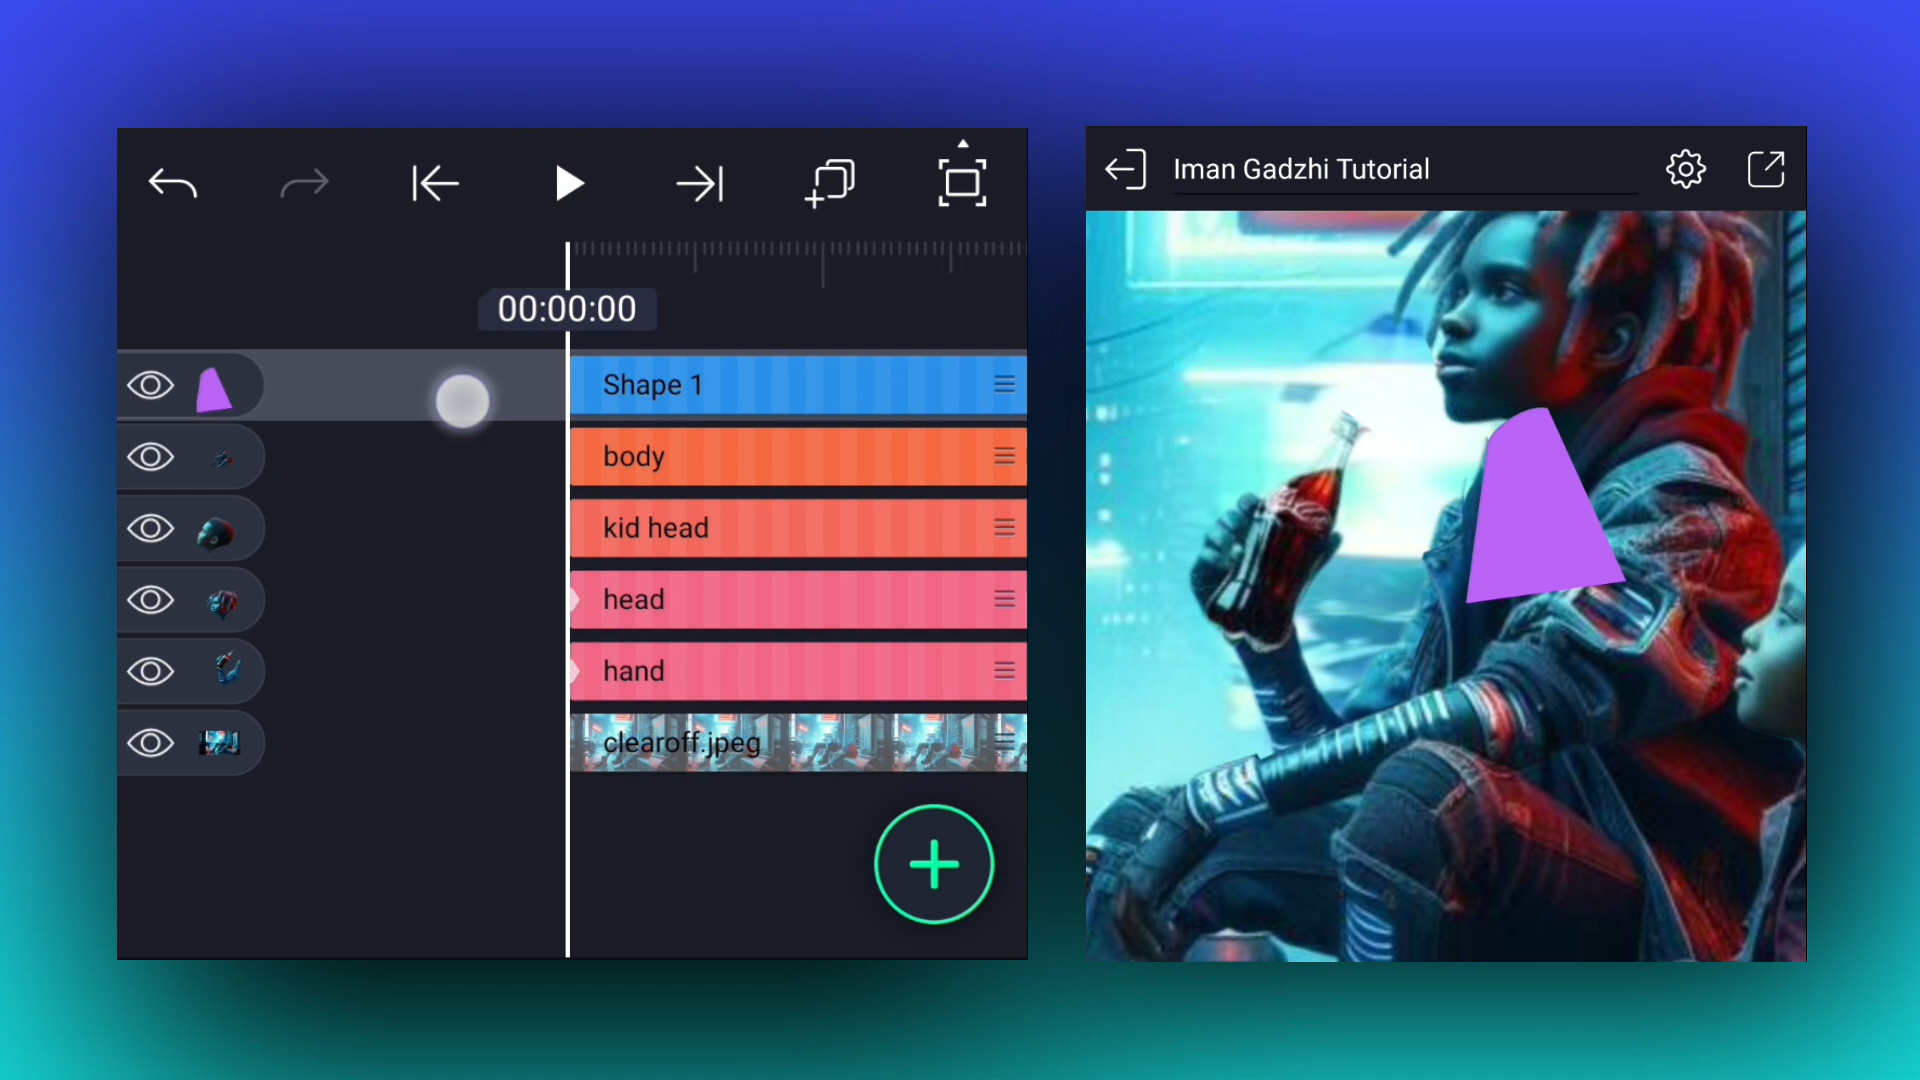 00:00:00
Shape 1
body
kid head
head
hand
clearoff.jpeg
Iman Gadzhi Tutorial